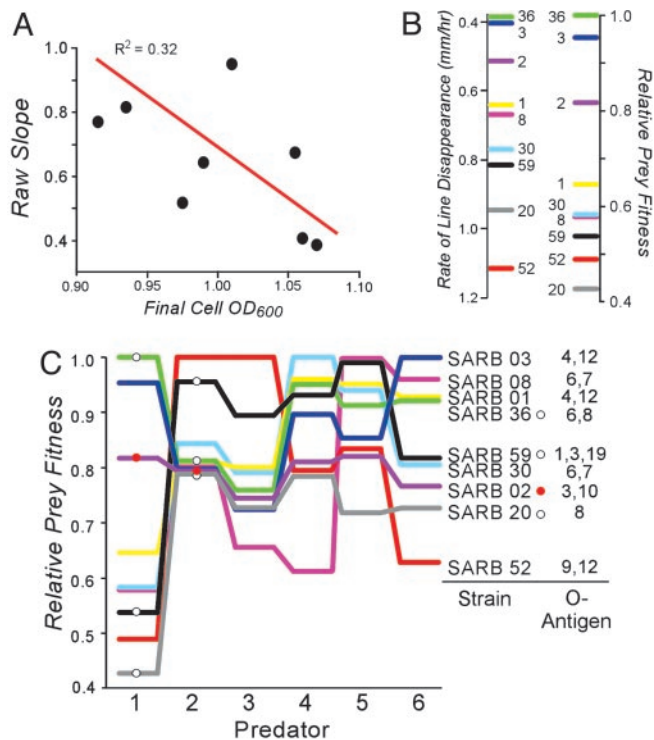 A
R² = 0.32
Raw Slope
1.0
0.8
0.6
0.4
0.90
0.95
1.00
1.05
1.10
Final Cell OD600
B
Rate of Line Disappearance (mm/hr)
0.4
0.6
0.8
1.0
1.2
36
3
2
1
8
30
59
20
52
36
3
2
1
30
8
59
52
20
1.0
0.8
0.6
0.4
Relative Prey Fitness
C
Relative Prey Fitness
1.0
0.9
0.8
0.7
0.6
0.5
0.4
1 2 3 4 5 6
Predator
SARB 03 4,12
SARB 08 6,7
SARB 01 4,12
SARB 36 6,8
SARB 59 1,3,19
SARB 30 6,7
SARB 02 3,10
SARB 20 8
SARB 52 9,12
Strain
O-
Antigen